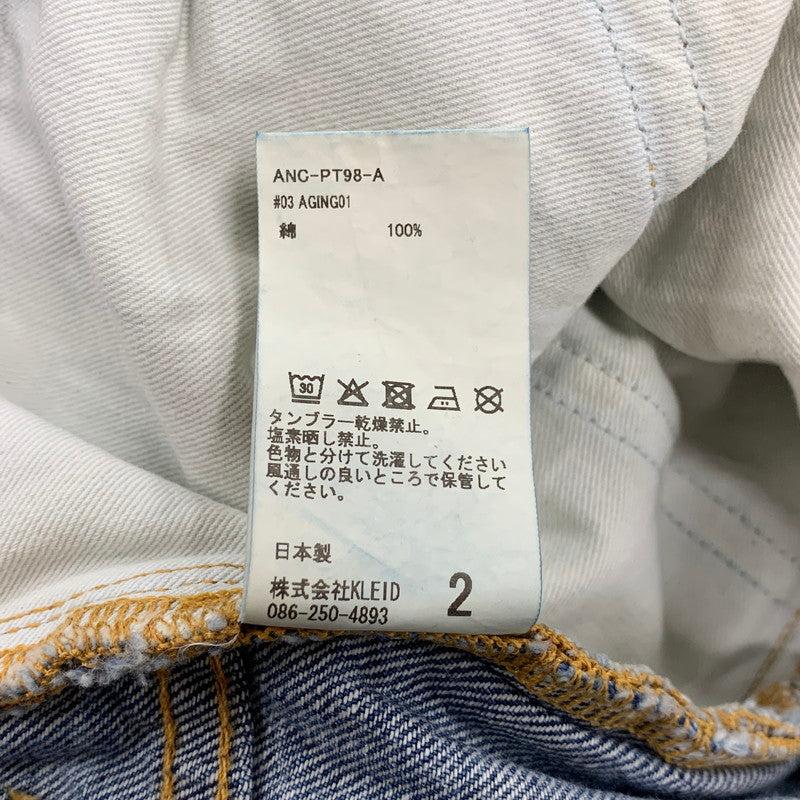 ANC-PT98-A
#03 AGING01
綿 100%
30
タンブラー乾燥禁止。
塩素晒し禁止。
色物と分けて洗濯してください
風通しの良いところで保管して
ください。
日本製
株式会社KLEID 2
086-250-4893